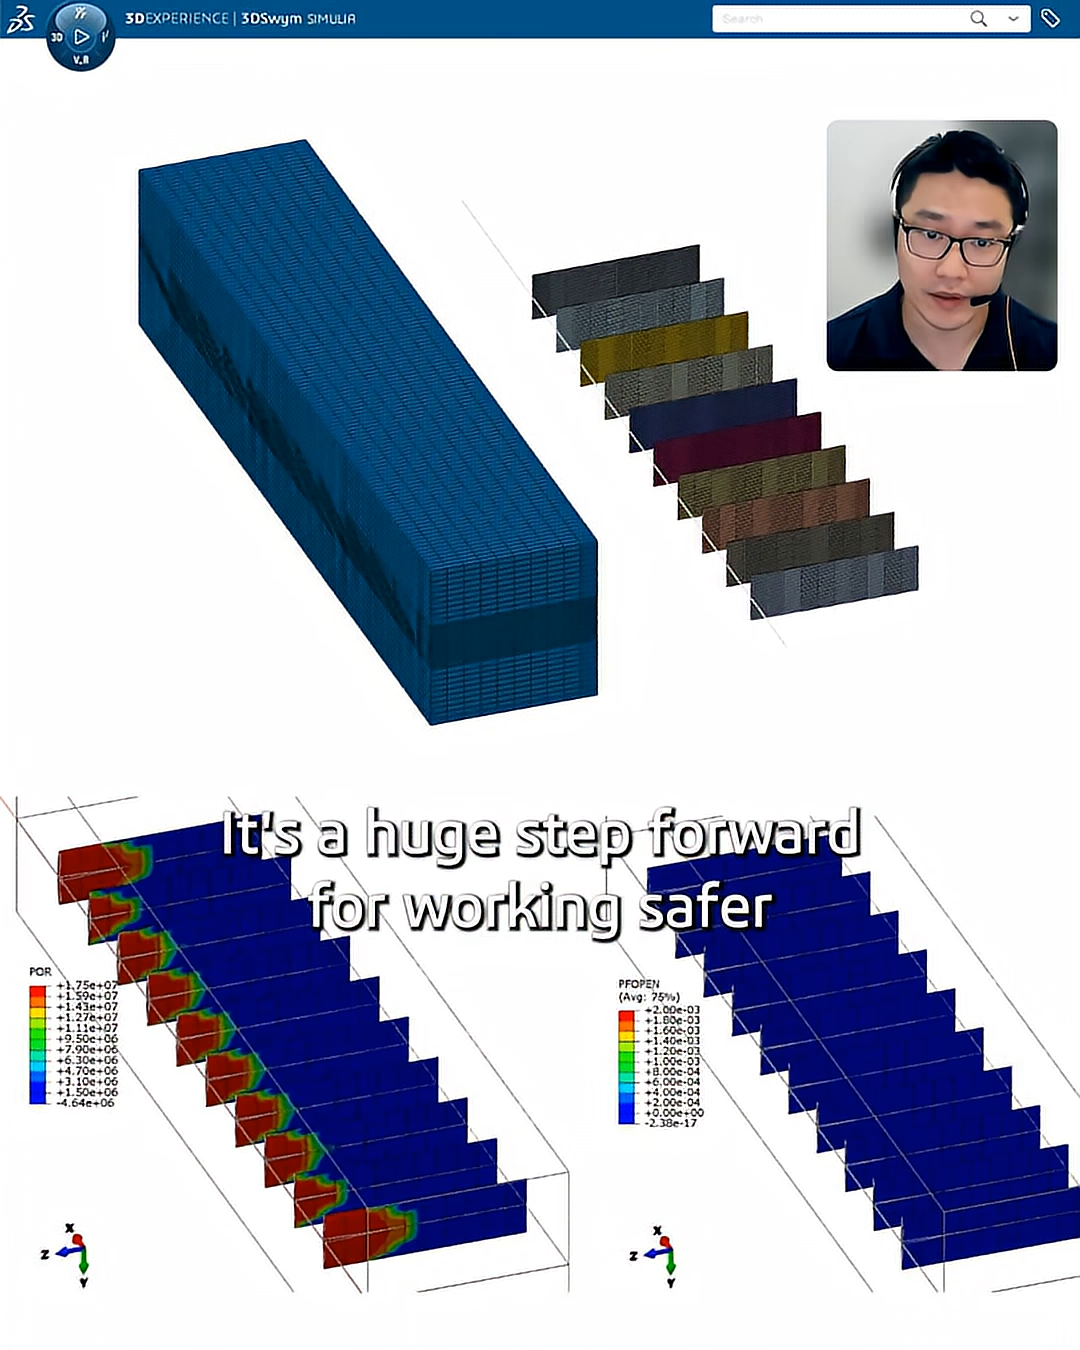 3DEXPERIENCE | 3DSwym SIMULIA
Search
3D
V.R
It's a huge step forward
for working safer
POR
+1.75e+07
+1.59e+07
+1.43e+07
+1.27e+07
+1.11e+07
+9.50e+06
+7.90e+06
+6.30e+06
+4.70e+06
+3.10e+06
+1.50e+06
-4.64e+06
PFOPEN
(Avg: 75%)
+2.00e-03
+1.80e-03
+1.60e-03
+1.40e-03
+1.20e-03
+1.00e-03
+8.00e-04
+6.00e-04
+4.00e-04
+2.00e-04
+0.00e+00
-2.38e-17
X
Z
Y
X
Z
Y